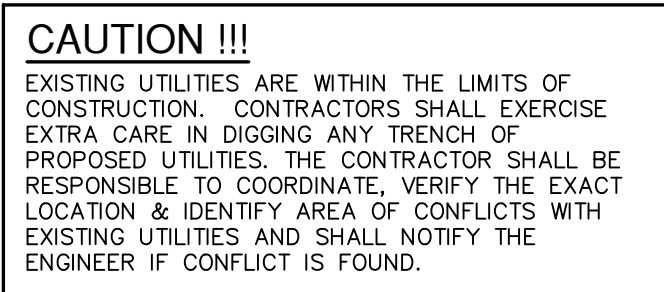 CAUTION !!!
EXISTING UTILITIES ARE WITHIN THE LIMITS OF
CONSTRUCTION. CONTRACTORS SHALL EXERCISE
EXTRA CARE IN DIGGING ANY TRENCH OF
PROPOSED UTILITIES. THE CONTRACTOR SHALL BE
RESPONSIBLE TO COORDINATE, VERIFY THE EXACT
LOCATION & IDENTIFY AREA OF CONFLICTS WITH
EXISTING UTILITIES AND SHALL NOTIFY THE
ENGINEER IF CONFLICT IS FOUND.